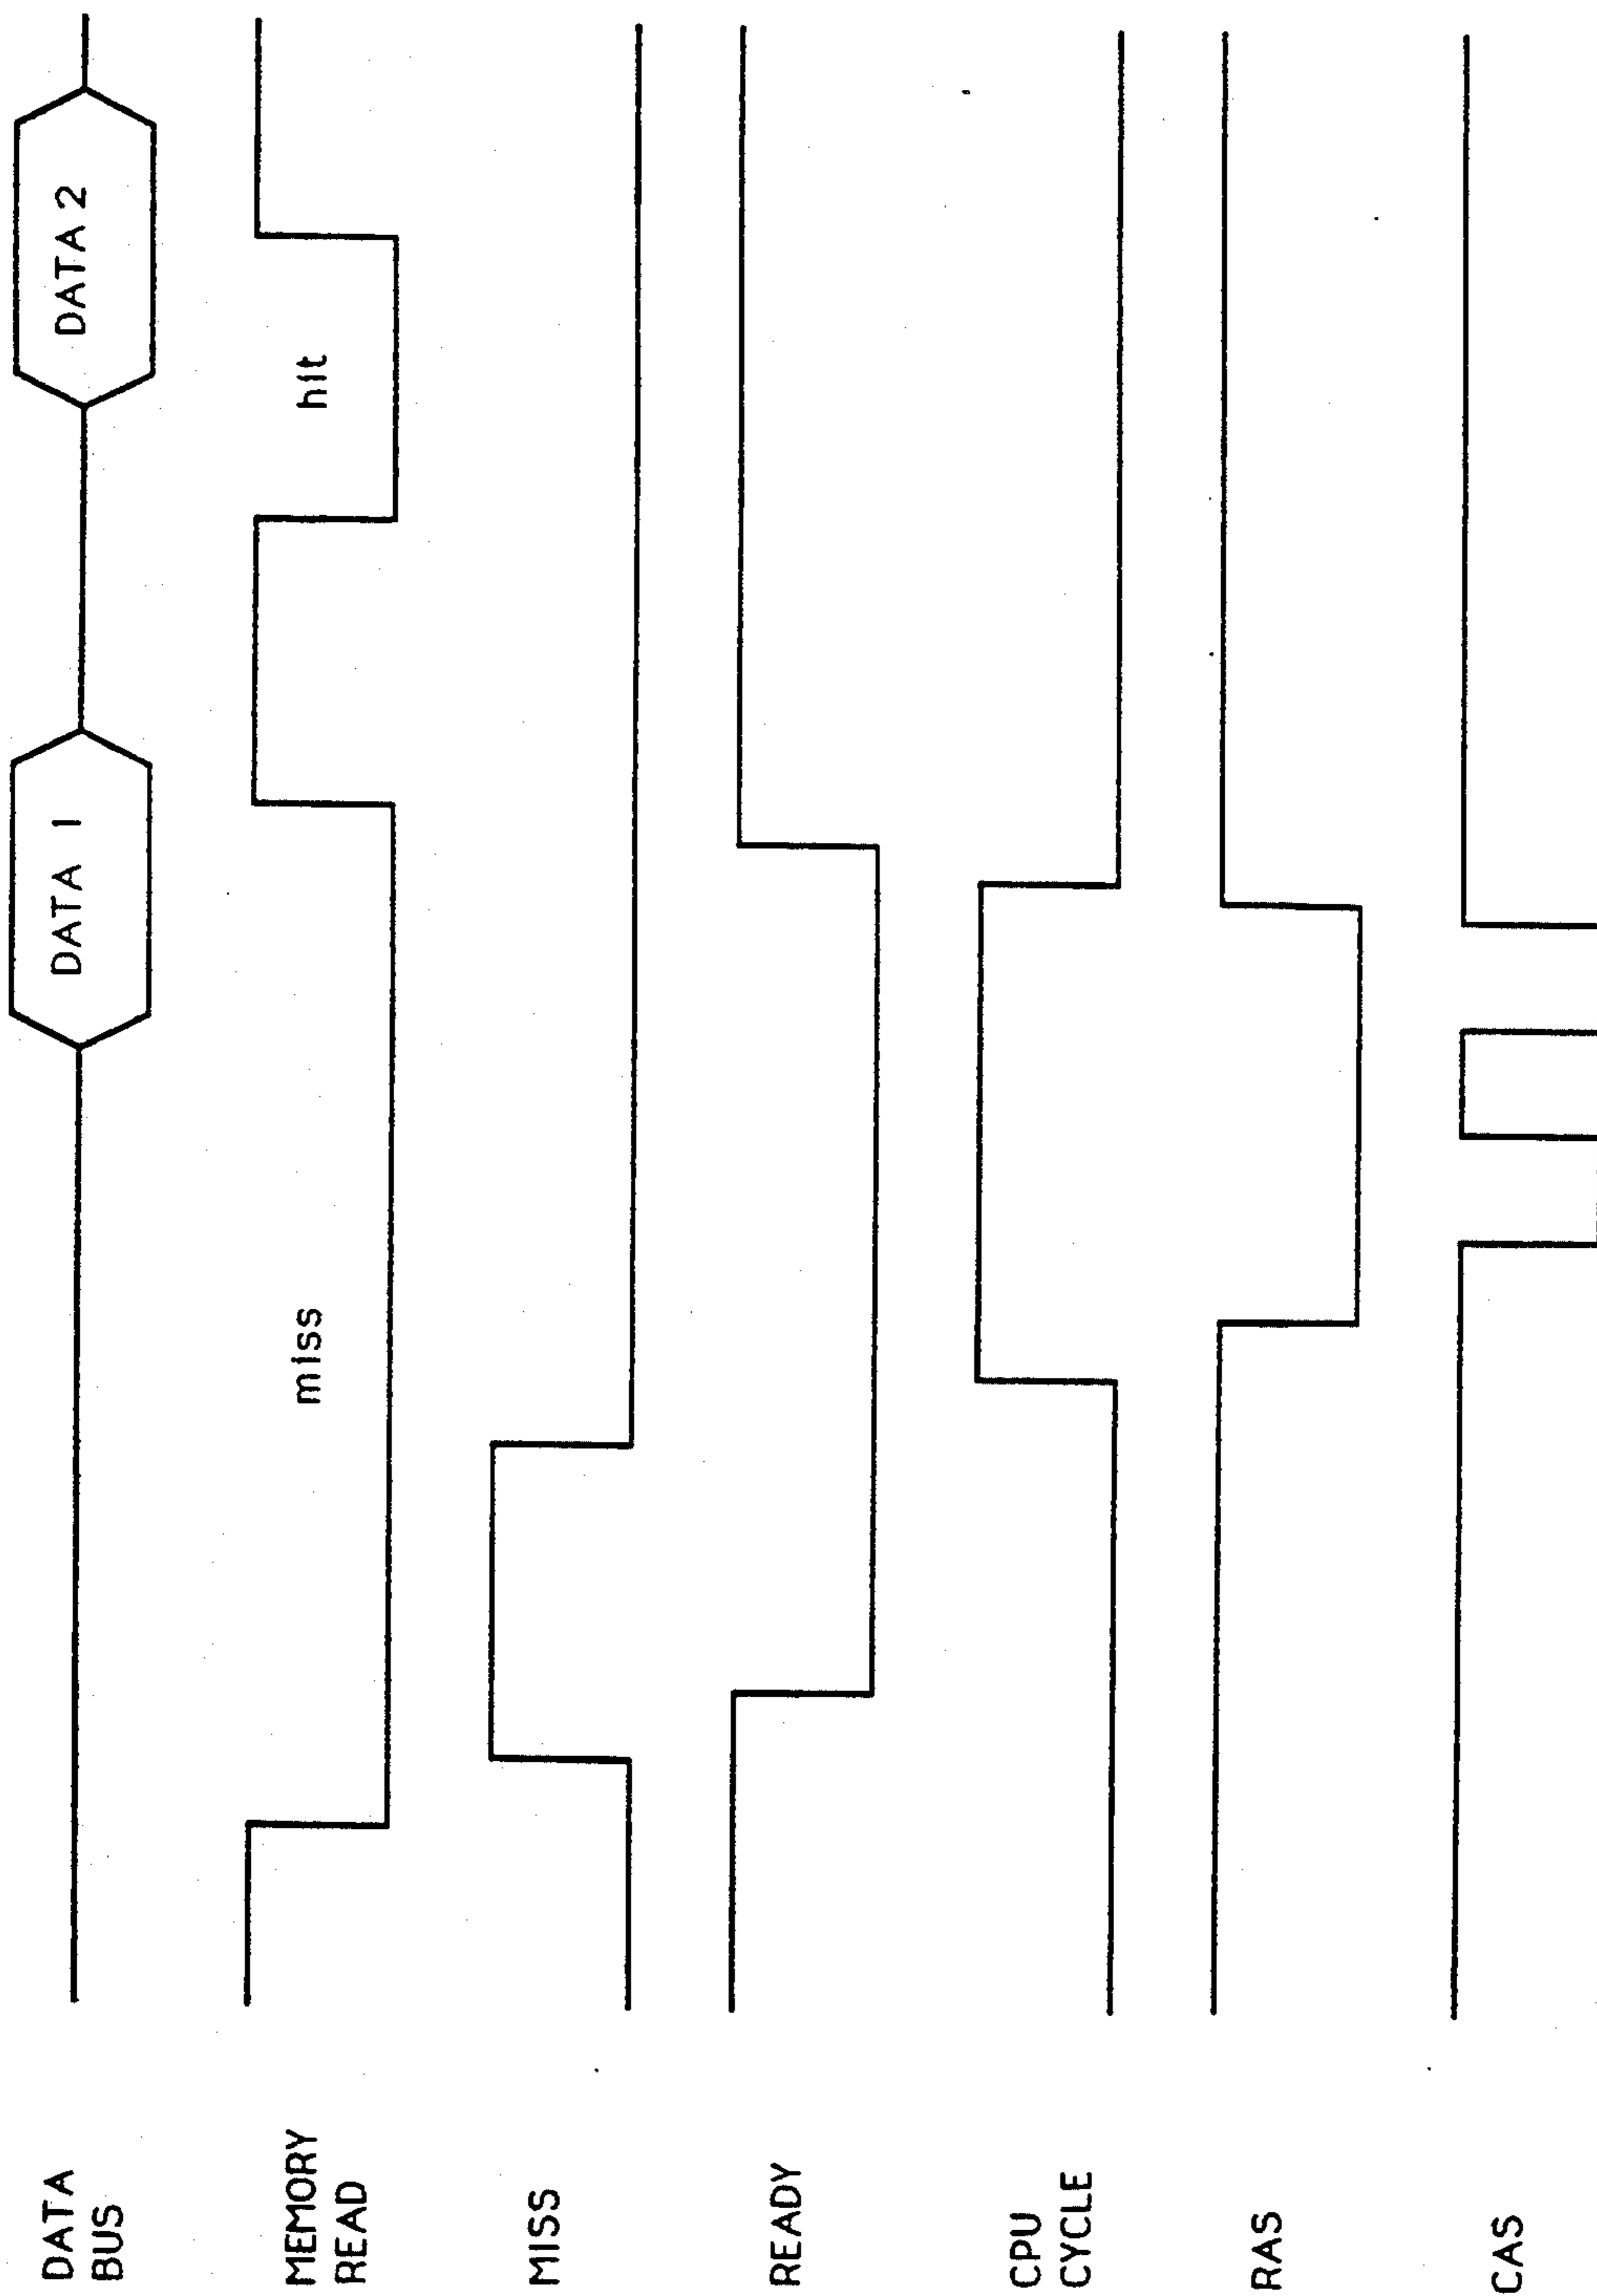 DATA
BUS
DATA 1
DATA 2
MEMORY
READ
miss
hit
MISS
READY
CPU
CYCLE
RAS
CAS